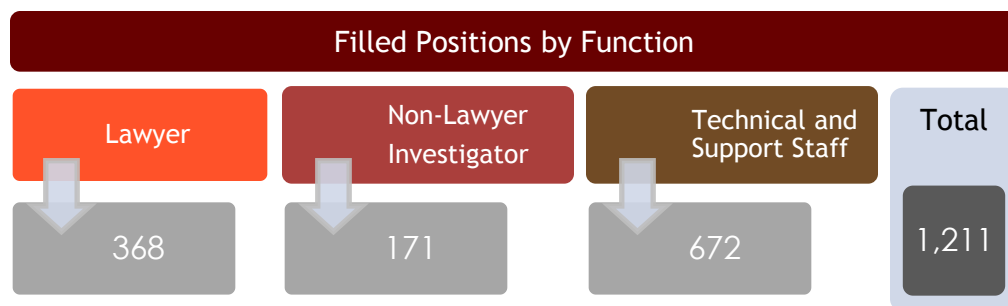 Filled Positions by Function
Lawyer
Non-Lawyer
Investigator
Technical and
Support Staff
Total
368
171
672
1,211